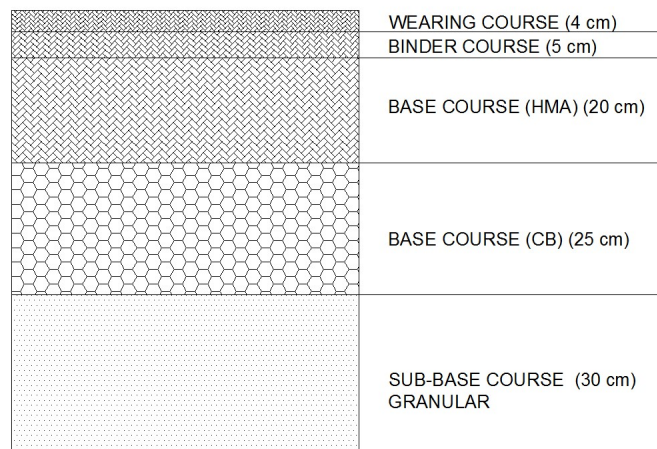 WEARING COURSE (4 cm)
BINDER COURSE (5 cm)
BASE COURSE (HMA) (20 cm)
BASE COURSE (CB) (25 cm)
SUB-BASE COURSE (30 cm)
GRANULAR